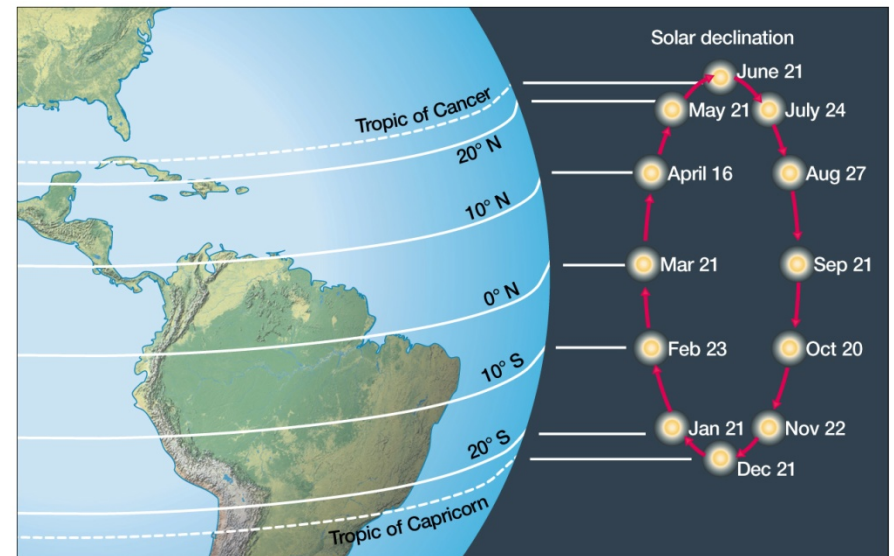 Solar declination
June 21
May 21
July 24
April 16
Aug 27
Mar 21
Sep 21
Feb 23
Oct 20
Jan 21
Nov 22
Dec 21
Tropic of Cancer
20° N
10° N
0° N
10° S
20° S
Tropic of Capricorn